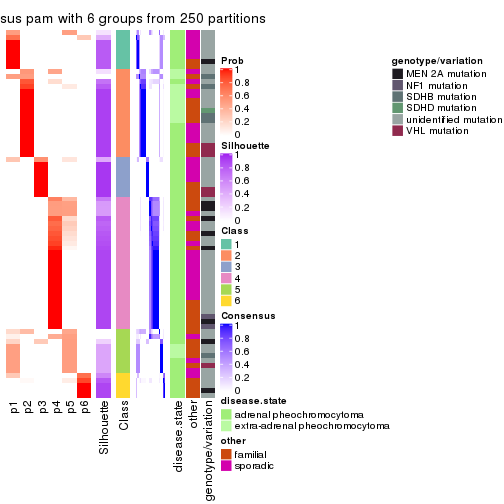 sus pam with 6 groups from 250 partitions
Prob
1
0.8
0.6
0.4
0.2
0
Silhouette
1
0.8
0.6
0.4
0.2
0
Class
1
2
3
4
5
6
Consensus
1
0.8
0.6
0.4
0.2
0
disease.state
adrenal pheochromocytoma
extra-adrenal pheochromocytoma
other
familial
sporadic
genotype/variation
MEN 2A mutation
NF1 mutation
SDHB mutation
SDHD mutation
unidentified mutation
VHL mutation
p1
p2
p3
p4
p5
p6
Silhouette
Class
disease.state
other
genotype/variation